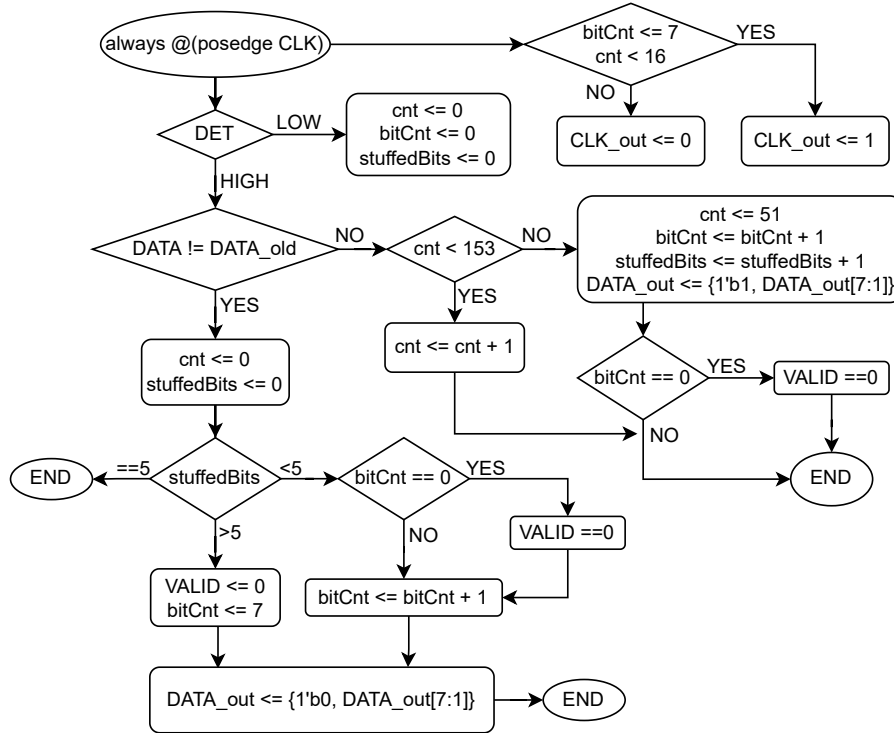 always @(posedge CLK)
bitCnt <= 7
cnt < 16
YES
NO
CLK_out <= 0
CLK_out <= 1
DET
LOW
cnt <= 0
bitCnt <= 0
stuffedBits <= 0
HIGH
DATA != DATA_old
NO
cnt < 153
NO
cnt <= 51
bitCnt <= bitCnt + 1
stuffedBits <= stuffedBits + 1
DATA_out <= {1'b1, DATA_out[7:1]}
YES
YES
cnt <= 0
stuffedBits <= 0
cnt <= cnt + 1
bitCnt == 0
YES
VALID ==0
NO
END
END
==5
stuffedBits
<5
bitCnt == 0
YES
>5
NO
VALID ==0
VALID <= 0
bitCnt <= 7
bitCnt <= bitCnt + 1
DATA_out <= {1'b0, DATA_out[7:1]}
END